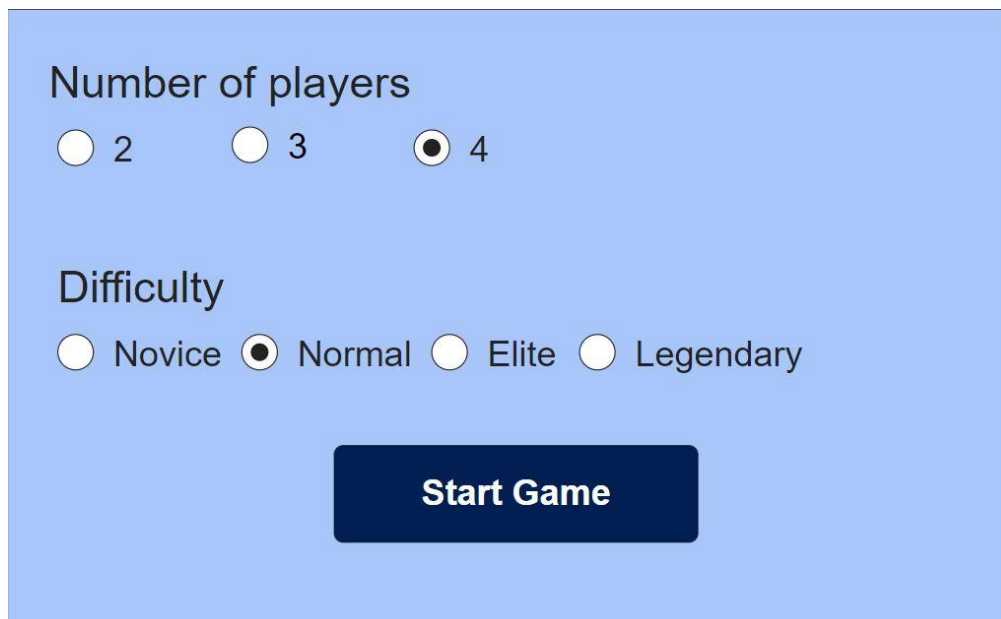 Number of players
2 3 4
Difficulty
Novice Normal Elite Legendary
Start Game